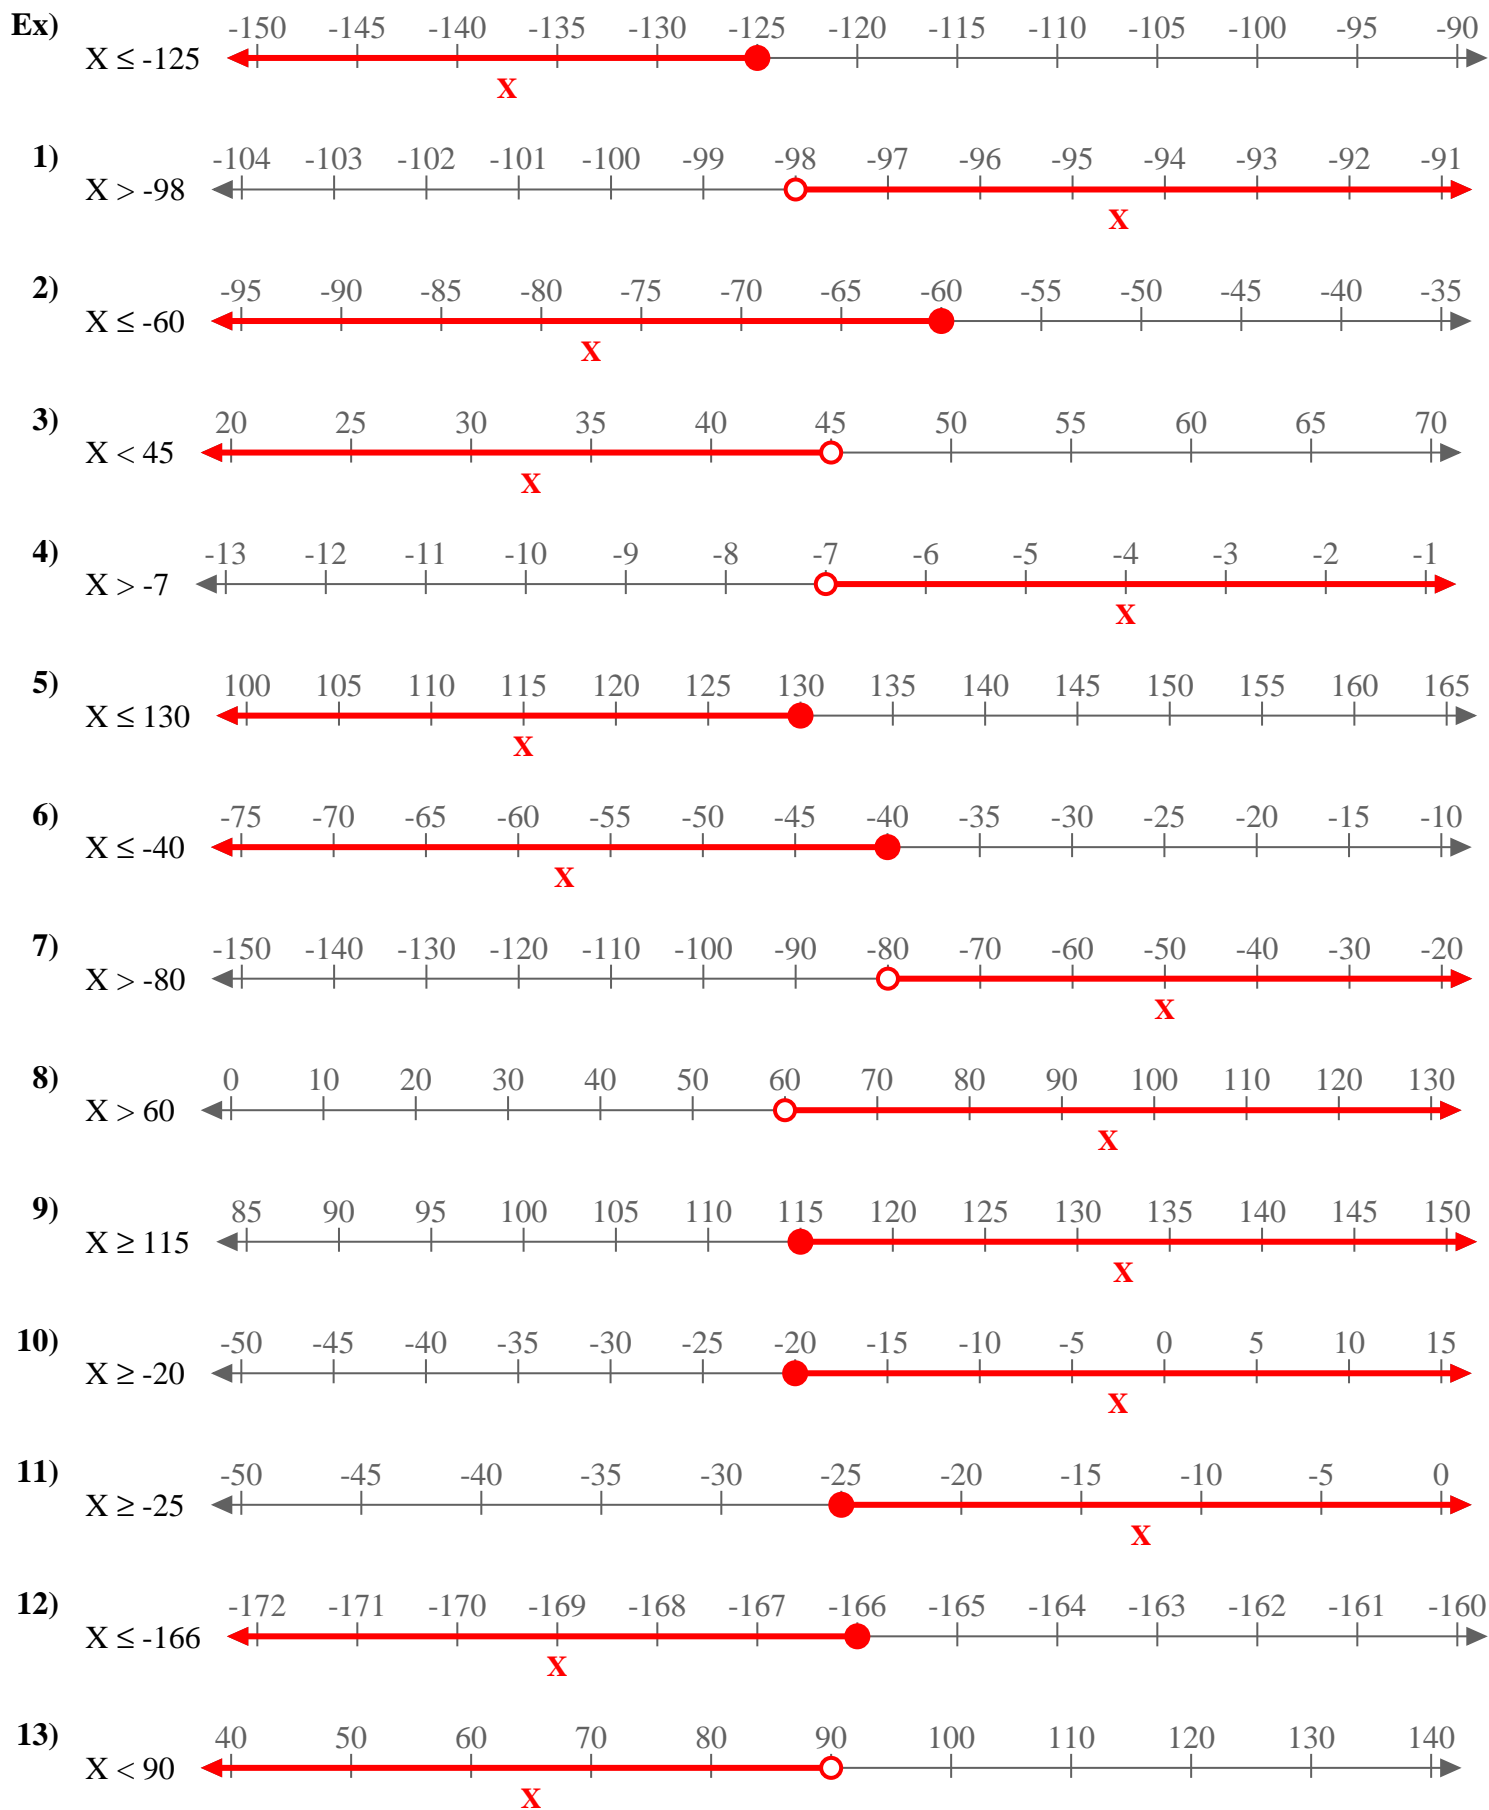 Ex) -150 -145 -140 -135 -130 -125 -120 -115 -110 -105 -100 -95 -90
X ≤ -125
X
1) -104 -103 -102 -101 -100 -99 -98 -97 -96 -95 -94 -93 -92 -91
X > -98
X
2) -95 -90 -85 -80 -75 -70 -65 -60 -55 -50 -45 -40 -35
X ≤ -60
X
3) 20 25 30 35 40 45 50 55 60 65 70
X < 45
X
4) -13 -12 -11 -10 -9 -8 -7 -6 -5 -4 -3 -2 -1
X > -7
X
5) 100 105 110 115 120 125 130 135 140 145 150 155 160 165
X ≤ 130
X
6) -75 -70 -65 -60 -55 -50 -45 -40 -35 -30 -25 -20 -15 -10
X ≤ -40
X
7) -150 -140 -130 -120 -110 -100 -90 -80 -70 -60 -50 -40 -30 -20
X > -80
X
8) 0 10 20 30 40 50 60 70 80 90 100 110 120 130
X > 60
X
9) 85 90 95 100 105 110 115 120 125 130 135 140 145 150
X ≥ 115
X
10) -50 -45 -40 -35 -30 -25 -20 -15 -10 -5 0 5 10 15
X ≥ -20
X
11) -50 -45 -40 -35 -30 -25 -20 -15 -10 -5 0
X ≥ -25
X
12) -172 -171 -170 -169 -168 -167 -166 -165 -164 -163 -162 -161 -160
X ≤ -166
X
13) 40 50 60 70 80 90 100 110 120 130 140
X < 90
X